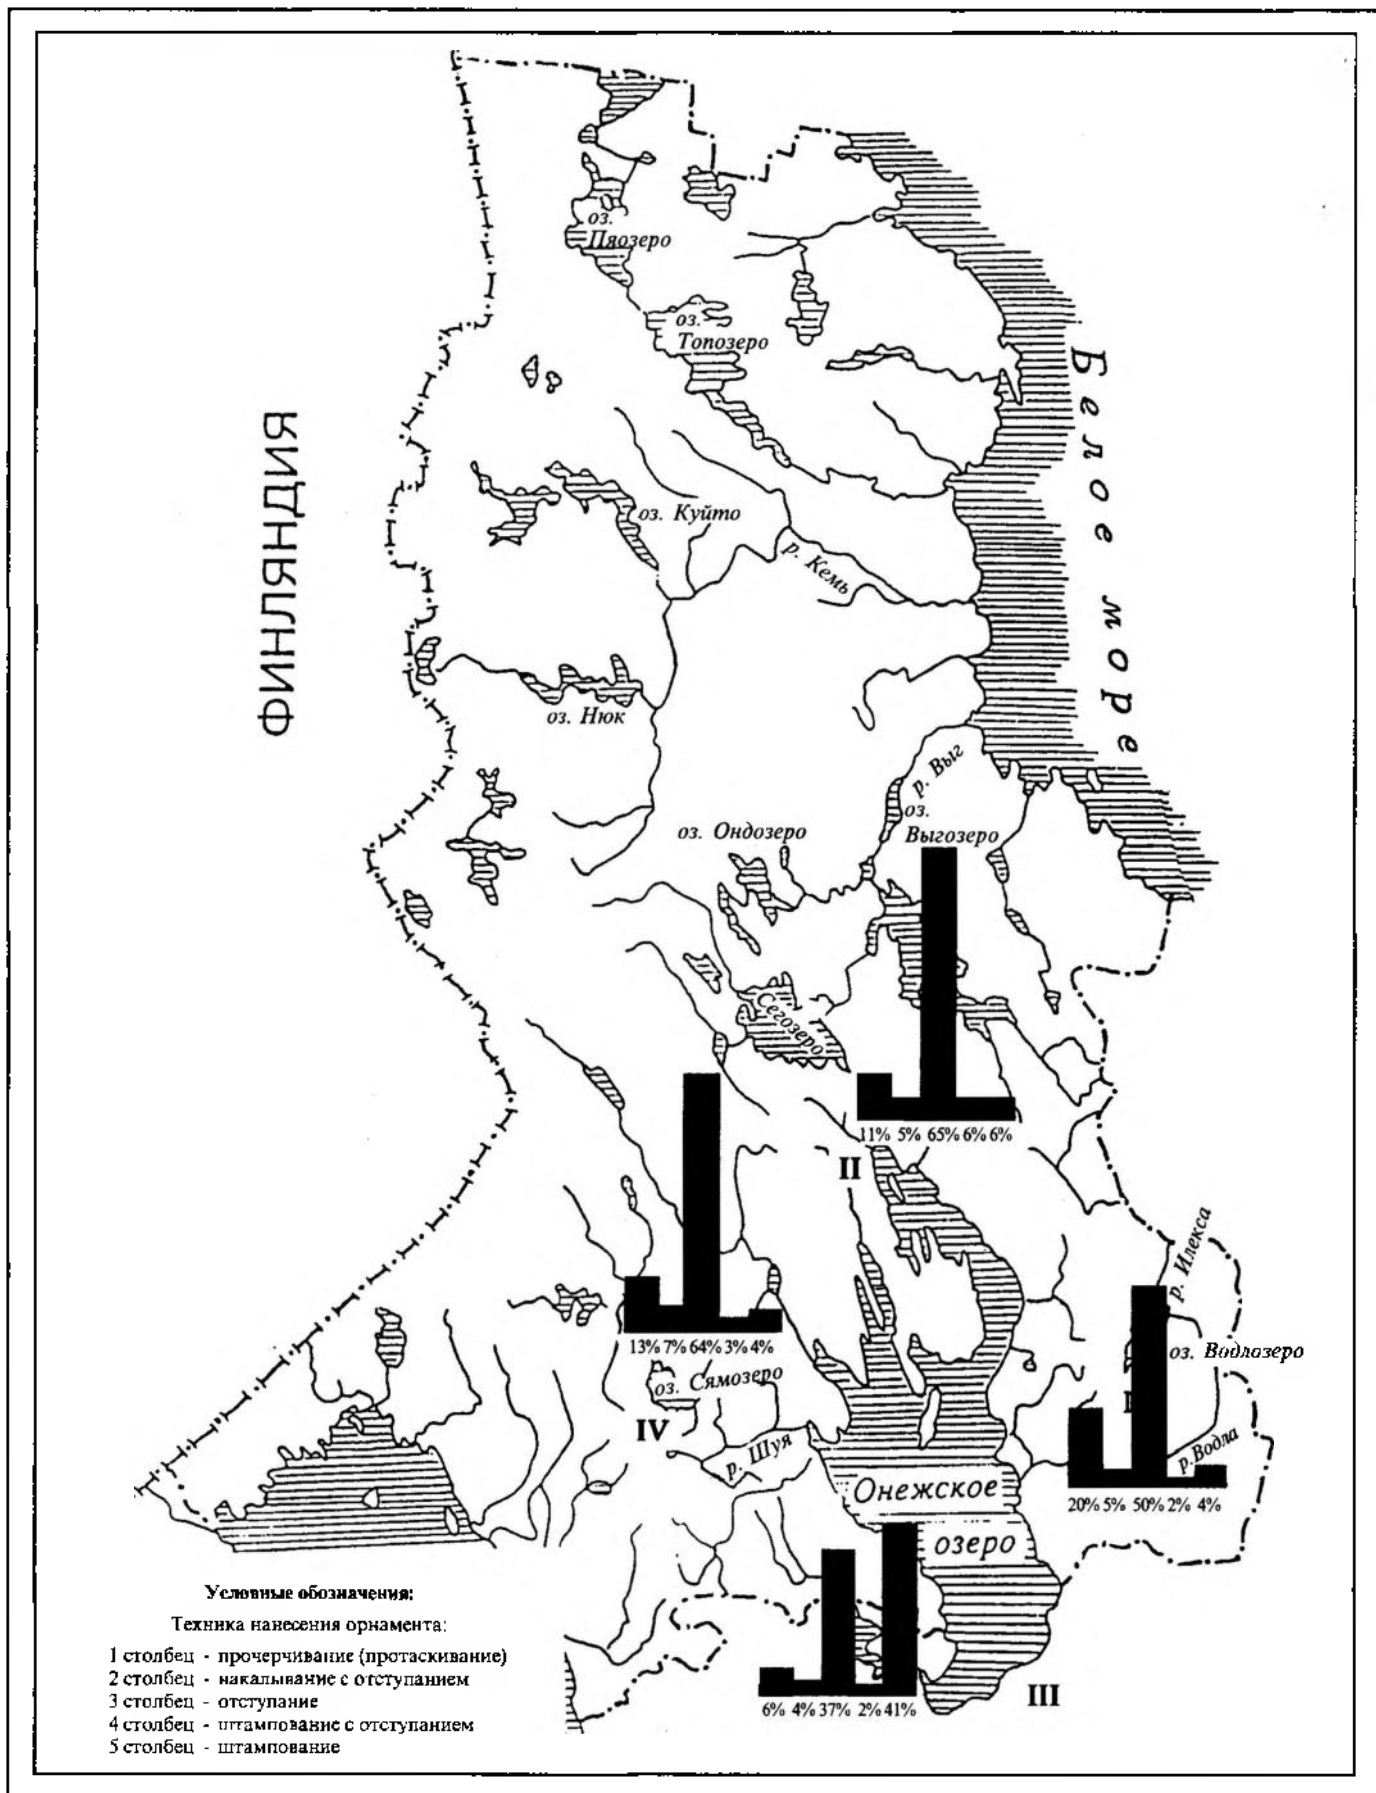 оз.
Пяозеро
оз.
Топозеро
Белое море
ФИНЛЯНДИЯ
оз. Куйто
р. Кемь
оз. Нюк
р. Выг
оз.
Выгозеро
оз. Ондозеро
Сегозеро
11% 5% 65% 6% 6%
II
р. Илекса
13% 7% 64% 3% 4%
оз. Водлозеро
оз. Сямозеро
IV
р. Шуя
р. Водла
Онежское
озеро
20% 5% 50% 2% 4%
III
6% 4% 37% 2% 41%
Условные обозначения:
Техника нанесения орнамента:
1 столбец - прочерчивание (протаскивание)
2 столбец - накалывание с отступанием
3 столбец - отступание
4 столбец - штампование с отступанием
5 столбец - штампование